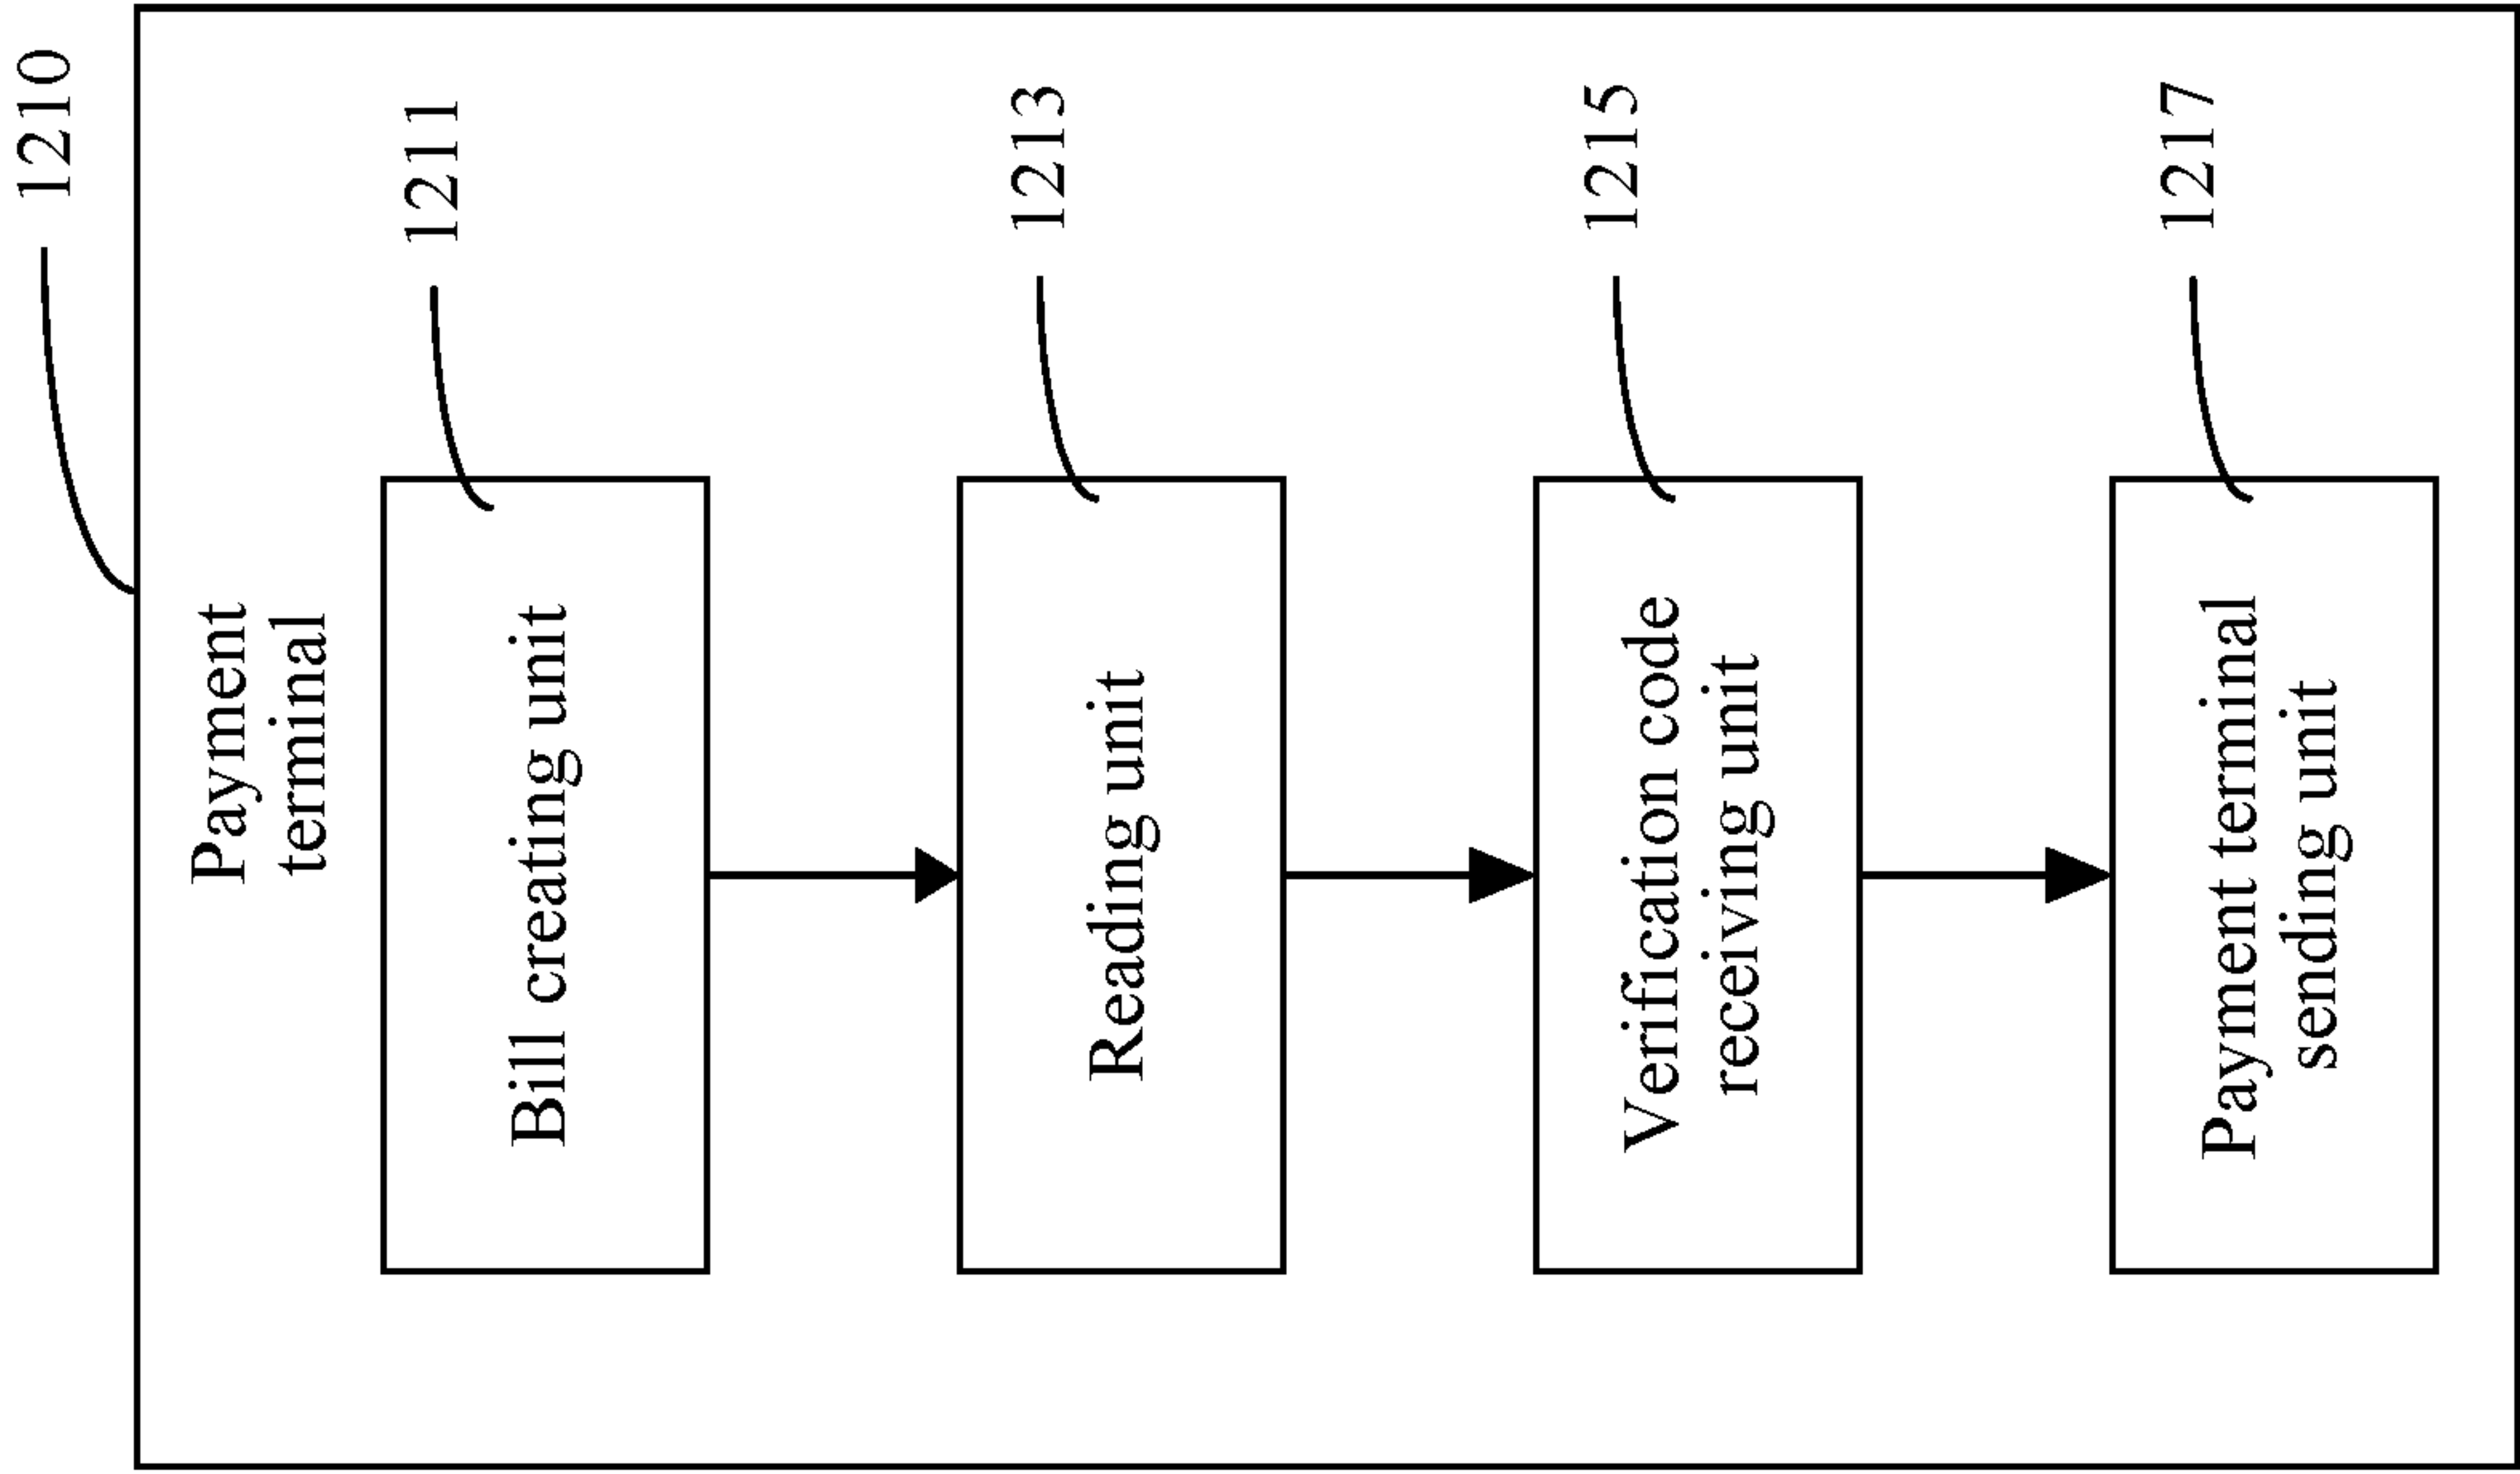 1210
Payment
terminal
1211
Bill creating unit
1213
Reading unit
1215
Verification code
receiving unit
1217
Payment terminal
sending unit